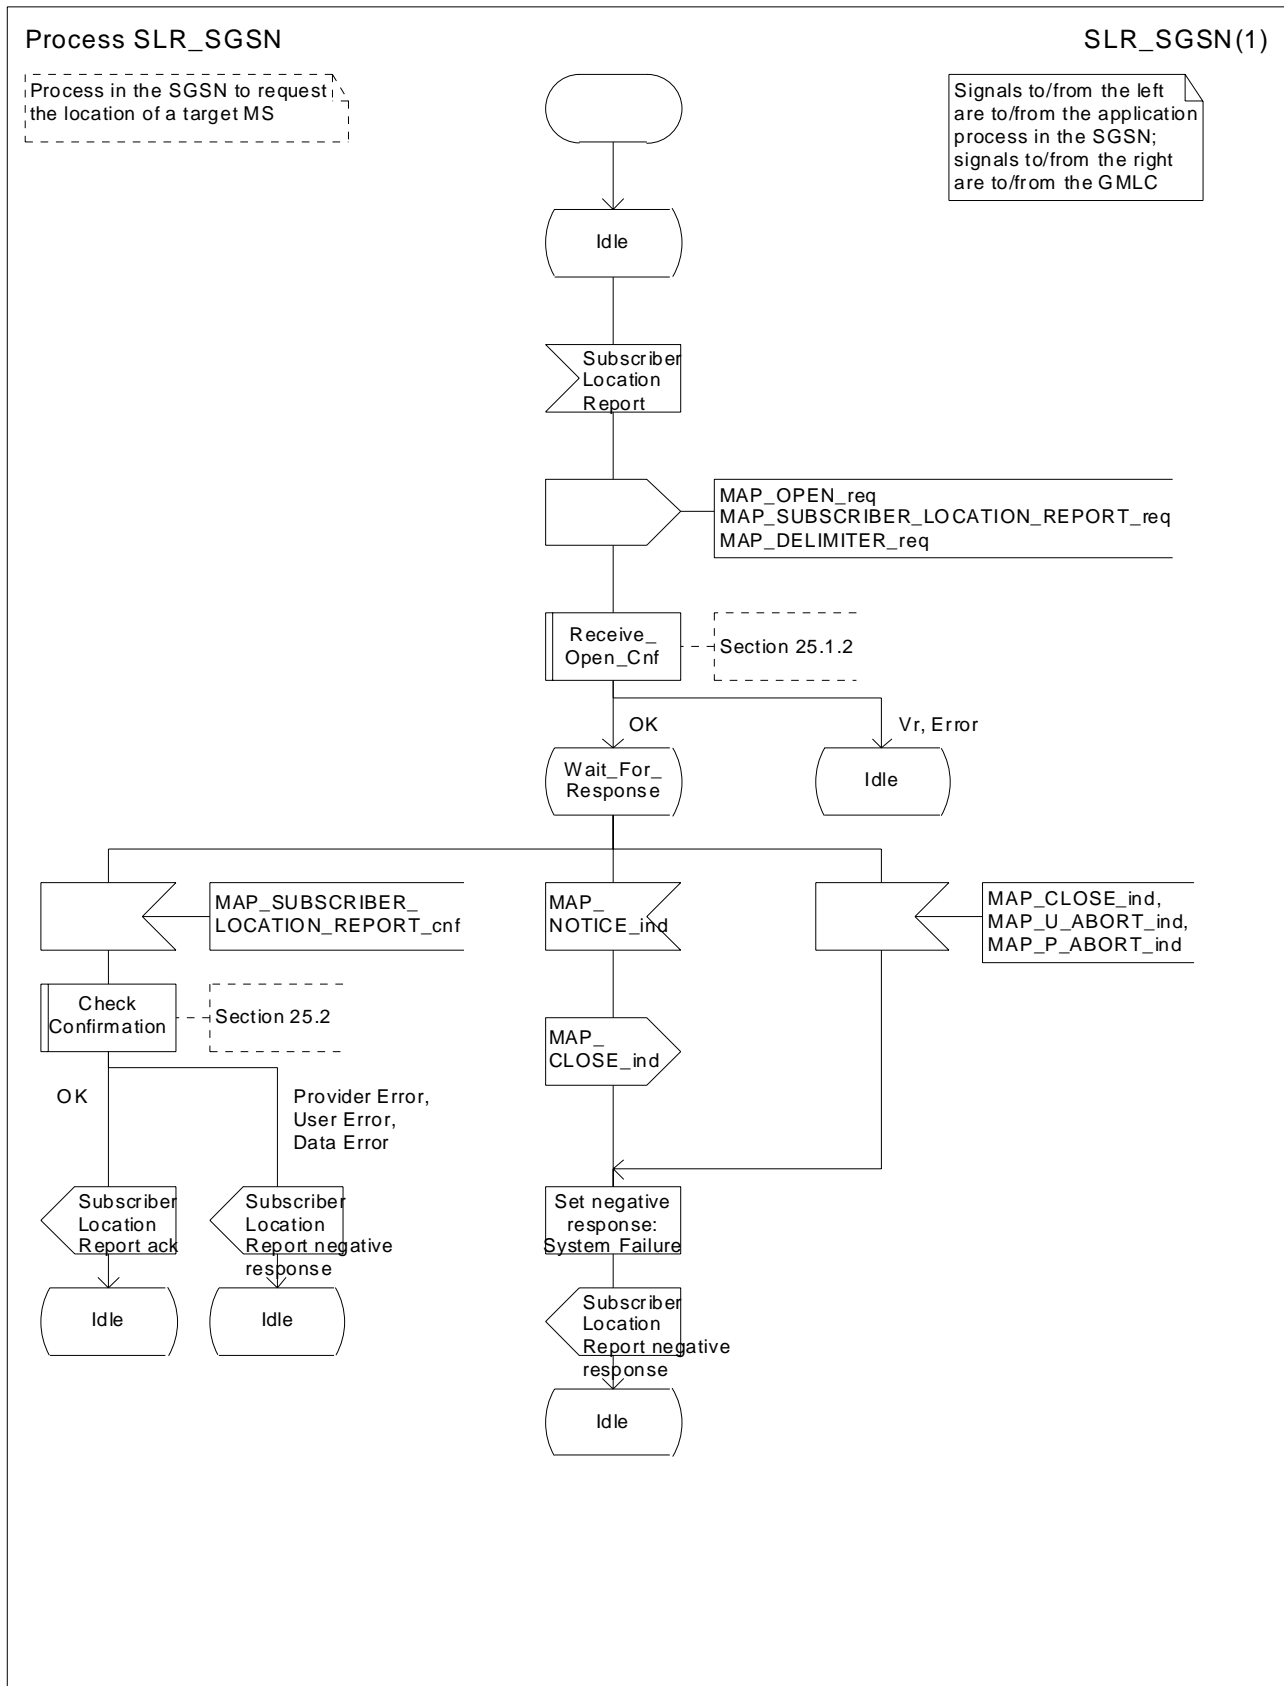 Process SLR_SGSN
SLR_SGSN(1)
Process in the SGSN to request
the location of a target MS
Signals to/from the left
are to/from the application
process in the SGSN;
signals to/from the right
are to/from the GMLC
Idle
Subscriber
Location
Report
MAP_OPEN_req
MAP_SUBSCRIBER_LOCATION_REPORT_req
MAP_DELIMITER_req
Receive_
Open_Cnf
Section 25.1.2
OK
Vr, Error
Wait_For_
Response
Idle
MAP_SUBSCRIBER_
LOCATION_REPORT_cnf
MAP_
NOTICE_ind
MAP_CLOSE_ind,
MAP_U_ABORT_ind,
MAP_P_ABORT_ind
Check
Confirmation
Section 25.2
MAP_
CLOSE_ind
OK
Provider Error,
User Error,
Data Error
Subscriber
Location
Report ack
Subscriber
Location
Report negative
response
Set negative
response:
System Failure
Idle
Idle
Subscriber
Location
Report negative
response
Idle